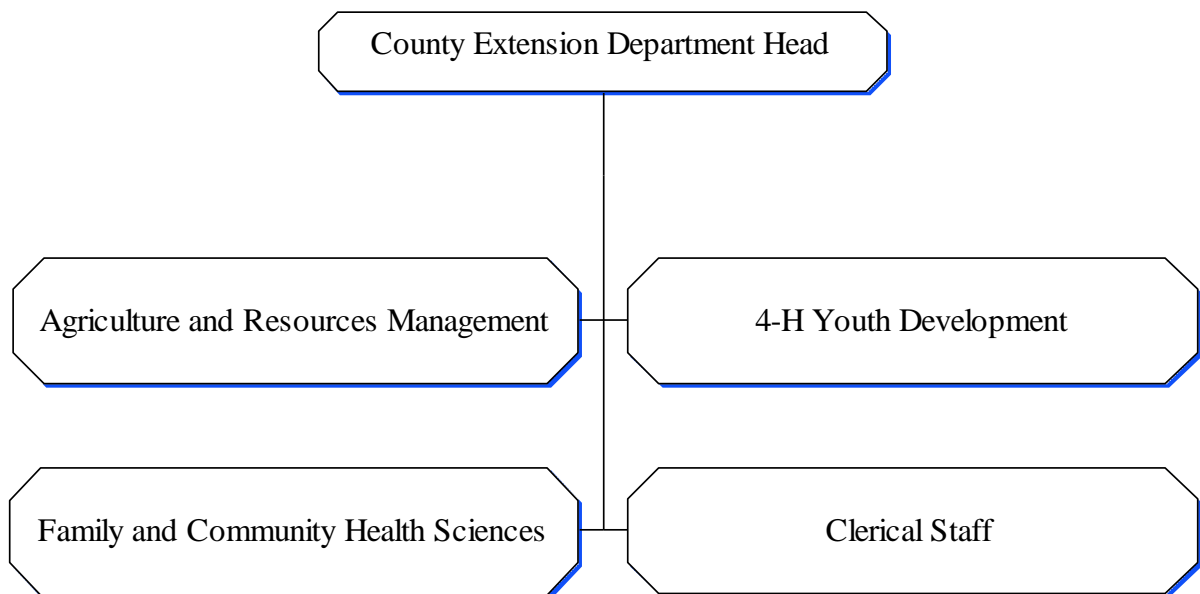 County Extension Department Head
Agriculture and Resources Management
4-H Youth Development
Family and Community Health Sciences
Clerical Staff